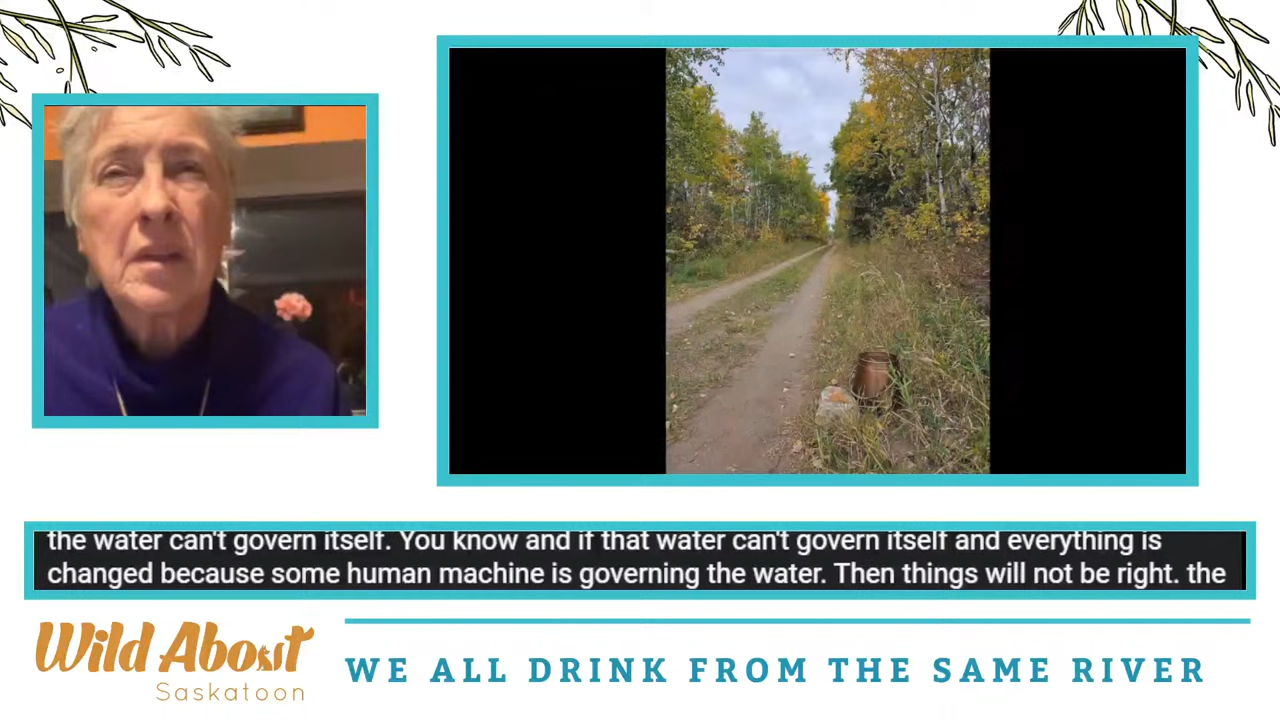 the water can't govern itself. You know and if that water can't govern itself and everything is
changed because some human machine is governing the water. Then things will not be right. the
Wild About
Saskatoon
WE ALL DRINK FROM THE SAME RIVER